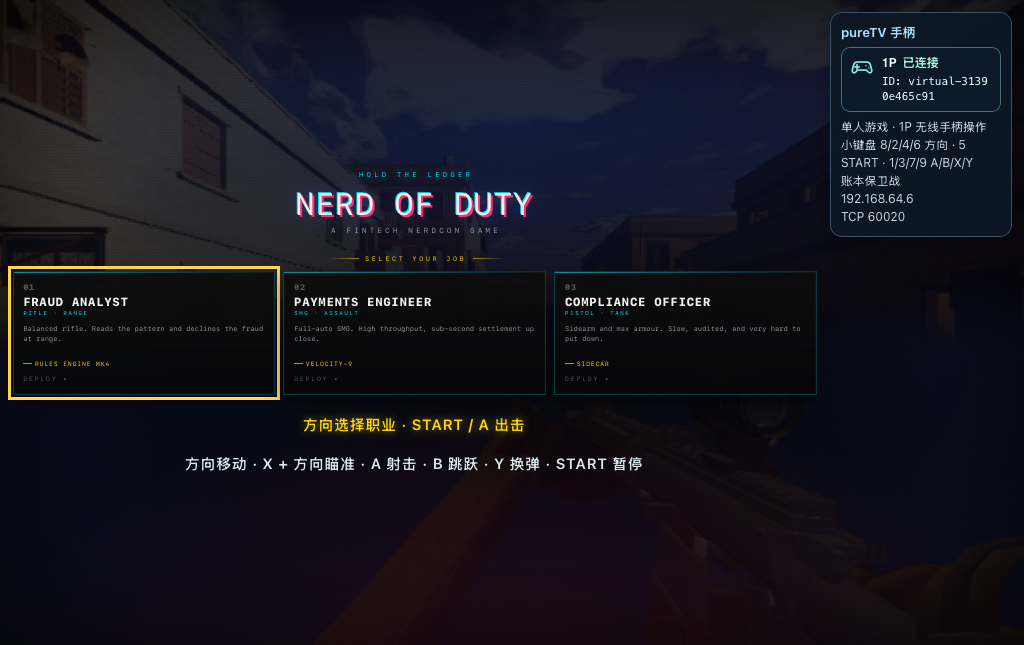 HOLD THE LEDGER
NERD OF DUTY
A FINTECH NERDCON GAME
SELECT YOUR JOB
01
FRAUD ANALYST
RIFLE · RANGE
Balanced rifle. Reads the pattern and declines the fraud
at range.
RULES ENGINE MK4
DEPLOY ▸
02
PAYMENTS ENGINEER
SMG · ASSAULT
Full-auto SMG. High throughput, sub-second settlement up
close.
VELOCITY-9
DEPLOY ▸
03
COMPLIANCE OFFICER
PISTOL · TANK
Sidearm and max armour. Slow, audited, and very hard to
put down.
SIDECAR
DEPLOY ▸
方向选择职业 · START / A 出击
方向移动 · X + 方向瞄准 · A 射击 · B 跳跃 · Y 换弹 · START 暂停
pureTV 手柄
1P 已连接
ID: virtual-3139
0e465c91
单人游戏 · 1P 无线手柄操作
小键盘 8/2/4/6 方向 · 5
START · 1/3/7/9 A/B/X/Y
账本保卫战
192.168.64.6
TCP 60020